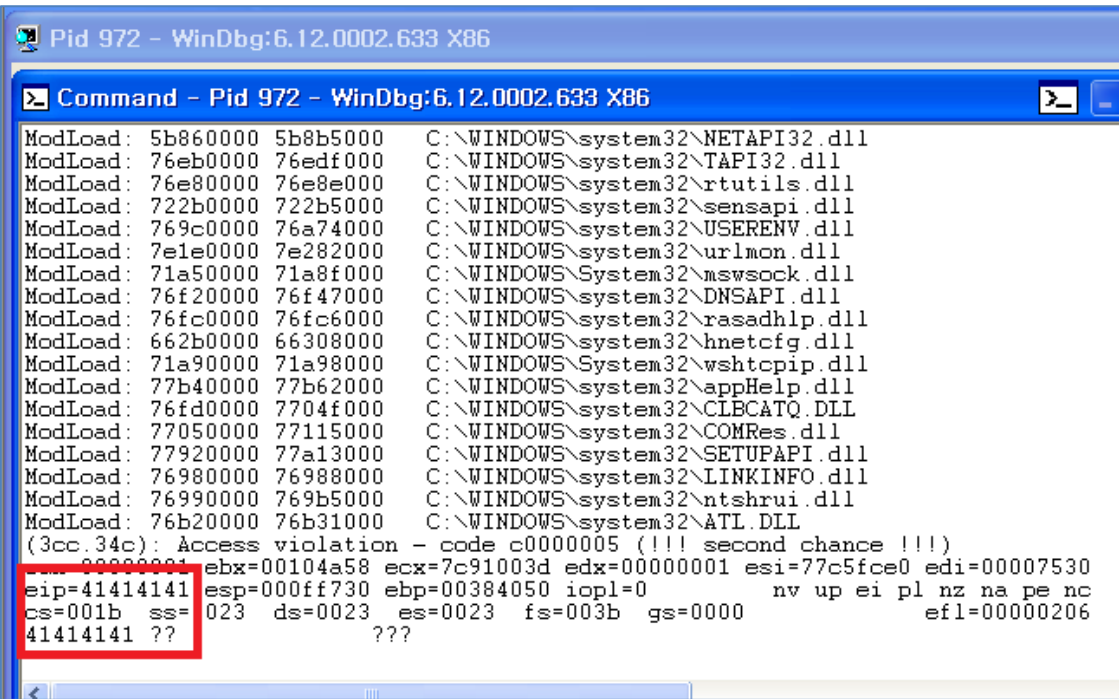 Pid 972 - WinDbg:6.12.0002.633 X86
Command - Pid 972 - WinDbg:6.12.0002.633 X86
ModLoad: 5b860000 5b8b5000   C:\WINDOWS\system32\NETAPI32.dll
ModLoad: 76eb0000 76edf000   C:\WINDOWS\system32\TAPI32.dll
ModLoad: 76e80000 76e8e000   C:\WINDOWS\system32\rtutils.dll
ModLoad: 722b0000 722b5000   C:\WINDOWS\system32\sensapi.dll
ModLoad: 769c0000 76a74000   C:\WINDOWS\system32\USERENV.dll
ModLoad: 7e1e0000 7e282000   C:\WINDOWS\system32\urlmon.dll
ModLoad: 71a50000 71a8f000   C:\WINDOWS\System32\mswsock.dll
ModLoad: 76f20000 76f47000   C:\WINDOWS\system32\DNSAPI.dll
ModLoad: 76fc0000 76fc6000   C:\WINDOWS\system32\rasadhlp.dll
ModLoad: 662b0000 66308000   C:\WINDOWS\system32\hnetcfg.dll
ModLoad: 71a90000 71a98000   C:\WINDOWS\System32\wshtcpip.dll
ModLoad: 77b40000 77b62000   C:\WINDOWS\system32\appHelp.dll
ModLoad: 76fd0000 7704f000   C:\WINDOWS\system32\CLBCATQ.DLL
ModLoad: 77050000 77115000   C:\WINDOWS\system32\COMRes.dll
ModLoad: 77920000 77a13000   C:\WINDOWS\system32\SETUPAPI.dll
ModLoad: 76980000 76988000   C:\WINDOWS\system32\LINKINFO.dll
ModLoad: 76990000 769b5000   C:\WINDOWS\system32\ntshrui.dll
ModLoad: 76b20000 76b31000   C:\WINDOWS\system32\ATL.DLL
(3cc.34c): Access violation - code c0000005 (!!! second chance !!!)
ebx=00104a58 ecx=7c91003d edx=00000001 esi=77c5fce0 edi=00007530
eip=41414141 esp=000ff730 ebp=00384050 iopl=0         nv up ei pl nz na pe nc
cs=001b  ss=0023  ds=0023  es=0023  fs=003b  gs=0000             efl=00000206
41414141 ??              ???